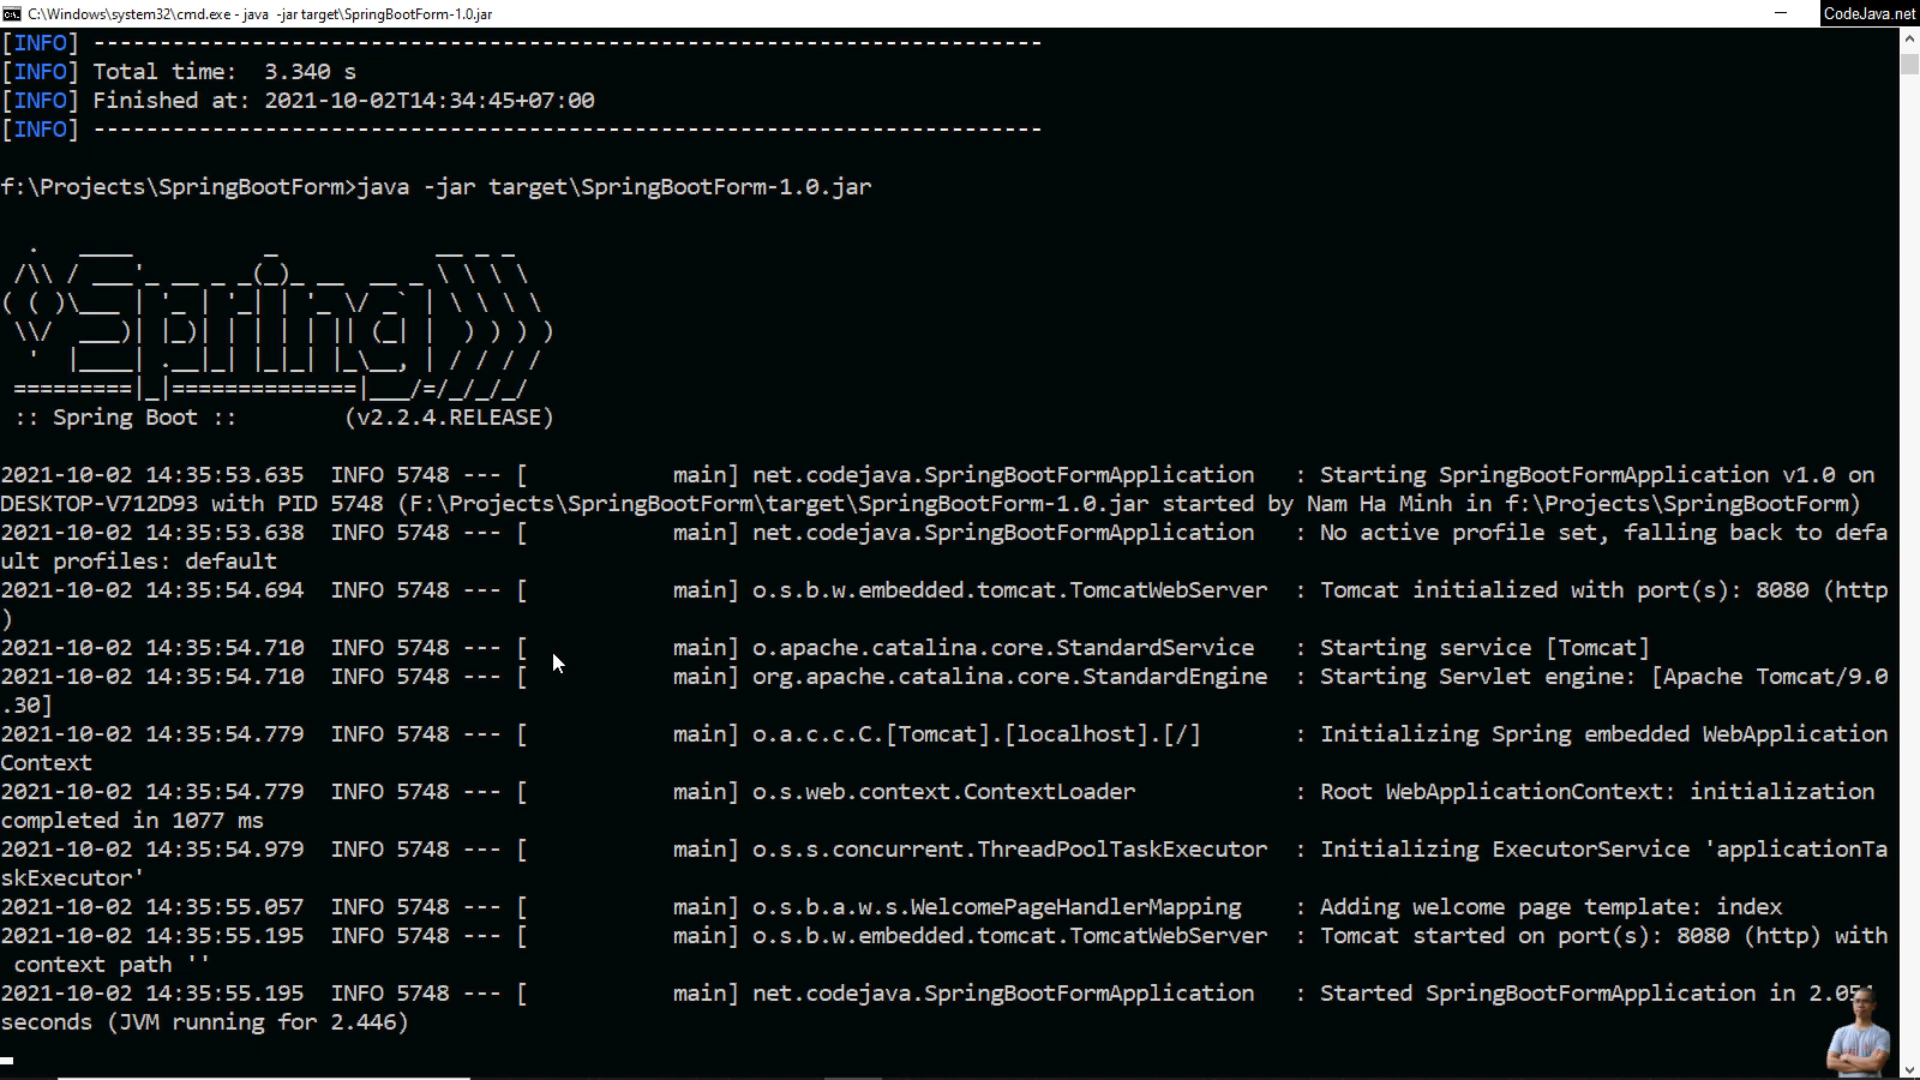 C:\Windows\system32\cmd.exe - java  -jar target\SpringBootForm-1.0.jar
CodeJava.net
[INFO] ------------------------------------------------------------------------
[INFO] Total time:  3.340 s
[INFO] Finished at: 2021-10-02T14:34:45+07:00
[INFO] ------------------------------------------------------------------------
f:\Projects\SpringBootForm>java -jar target\SpringBootForm-1.0.jar
  .   ____          _            __ _ _
 /\\ / ___'_ __ _ _(_)_ __  __ _ \ \ \ \
( ( )\___ | '_ | '_| | '_ \/ _` | \ \ \ \
 \\/  ___)| |_)| | | | | || (_| |  ) ) ) )
  '  |____| .__|_| |_|_| |_\__, | / / / /
 =========|_|==============|___/=/_/_/_/
 :: Spring Boot ::        (v2.2.4.RELEASE)
2021-10-02 14:35:53.635  INFO 5748 --- [           main] net.codejava.SpringBootFormApplication   : Starting SpringBootFormApplication v1.0 on
DESKTOP-V712D93 with PID 5748 (F:\Projects\SpringBootForm\target\SpringBootForm-1.0.jar started by Nam Ha Minh in f:\Projects\SpringBootForm)
2021-10-02 14:35:53.638  INFO 5748 --- [           main] net.codejava.SpringBootFormApplication   : No active profile set, falling back to defa
ult profiles: default
2021-10-02 14:35:54.694  INFO 5748 --- [           main] o.s.b.w.embedded.tomcat.TomcatWebServer  : Tomcat initialized with port(s): 8080 (http
)
2021-10-02 14:35:54.710  INFO 5748 --- [           main] o.apache.catalina.core.StandardService   : Starting service [Tomcat]
2021-10-02 14:35:54.710  INFO 5748 --- [           main] org.apache.catalina.core.StandardEngine  : Starting Servlet engine: [Apache Tomcat/9.0
.30]
2021-10-02 14:35:54.779  INFO 5748 --- [           main] o.a.c.c.C.[Tomcat].[localhost].[/]       : Initializing Spring embedded WebApplication
Context
2021-10-02 14:35:54.779  INFO 5748 --- [           main] o.s.web.context.ContextLoader            : Root WebApplicationContext: initialization
completed in 1077 ms
2021-10-02 14:35:54.979  INFO 5748 --- [           main] o.s.s.concurrent.ThreadPoolTaskExecutor  : Initializing ExecutorService 'applicationTa
skExecutor'
2021-10-02 14:35:55.057  INFO 5748 --- [           main] o.s.b.a.w.s.WelcomePageHandlerMapping    : Adding welcome page template: index
2021-10-02 14:35:55.195  INFO 5748 --- [           main] o.s.b.w.embedded.tomcat.TomcatWebServer  : Tomcat started on port(s): 8080 (http) with
 context path ''
2021-10-02 14:35:55.195  INFO 5748 --- [           main] net.codejava.SpringBootFormApplication   : Started SpringBootFormApplication in
seconds (JVM running for 2.446)